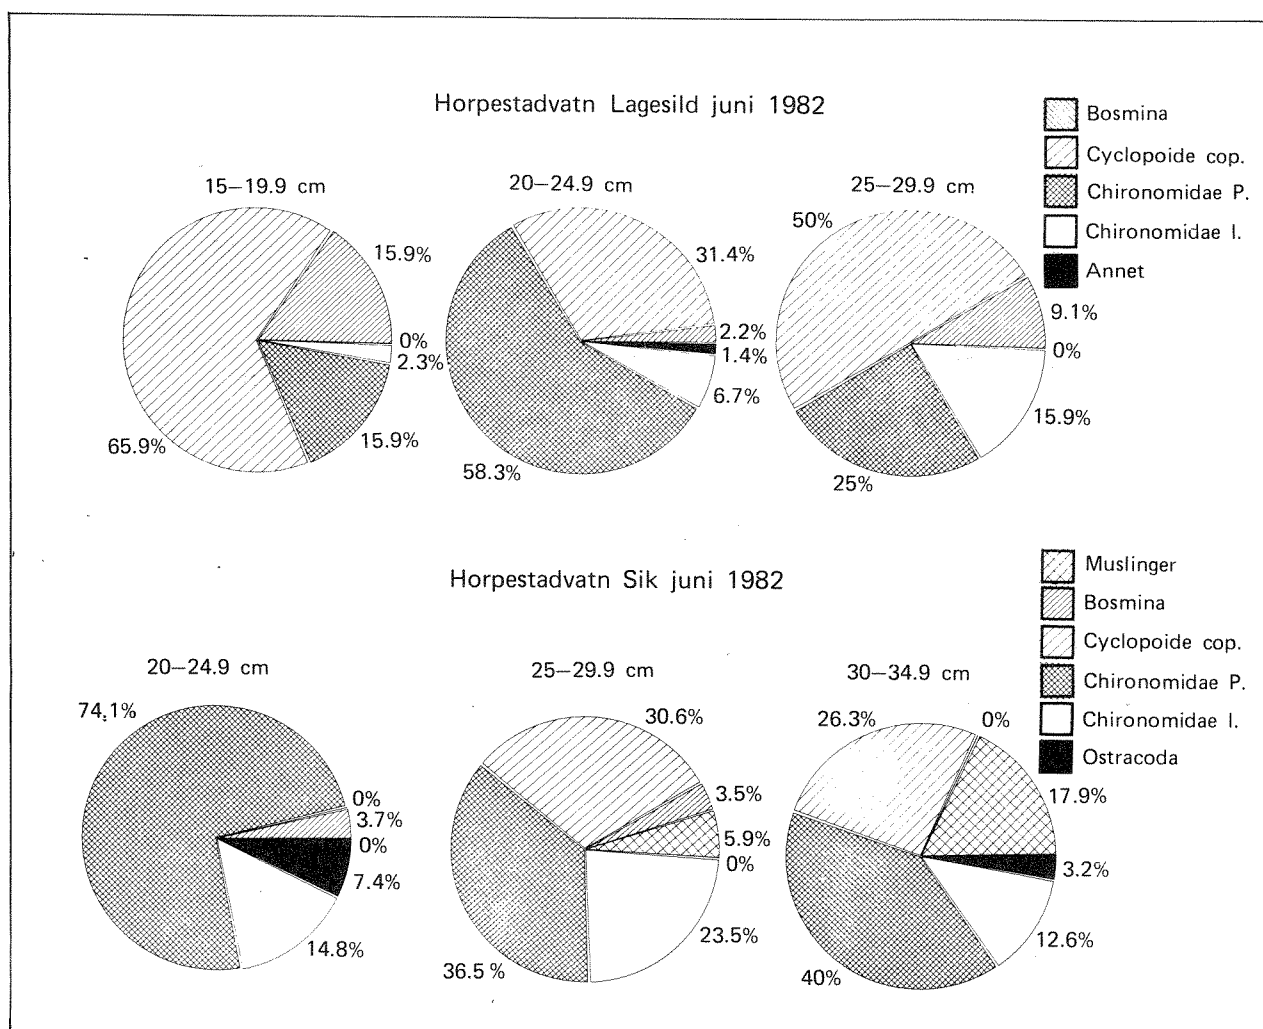 Horpestadvatn Lagesild juni 1982
Bosmina
Cyclopoide cop.
Chironomidae P.
Chironomidae l.
Annet
15–19.9 cm
15.9%
0%
2.3%
15.9%
65.9%
20–24.9 cm
31.4%
2.2%
1.4%
6.7%
58.3%
25–29.9 cm
50%
9.1%
0%
15.9%
25%
Horpestadvatn Sik juni 1982
Muslinger
Bosmina
Cyclopoide cop.
Chironomidae P.
Chironomidae l.
Ostracoda
20–24.9 cm
74.1%
0%
3.7%
0%
7.4%
14.8%
25–29.9 cm
30.6%
3.5%
5.9%
0%
23.5%
36.5 %
30–34.9 cm
26.3%
0%
17.9%
3.2%
12.6%
40%